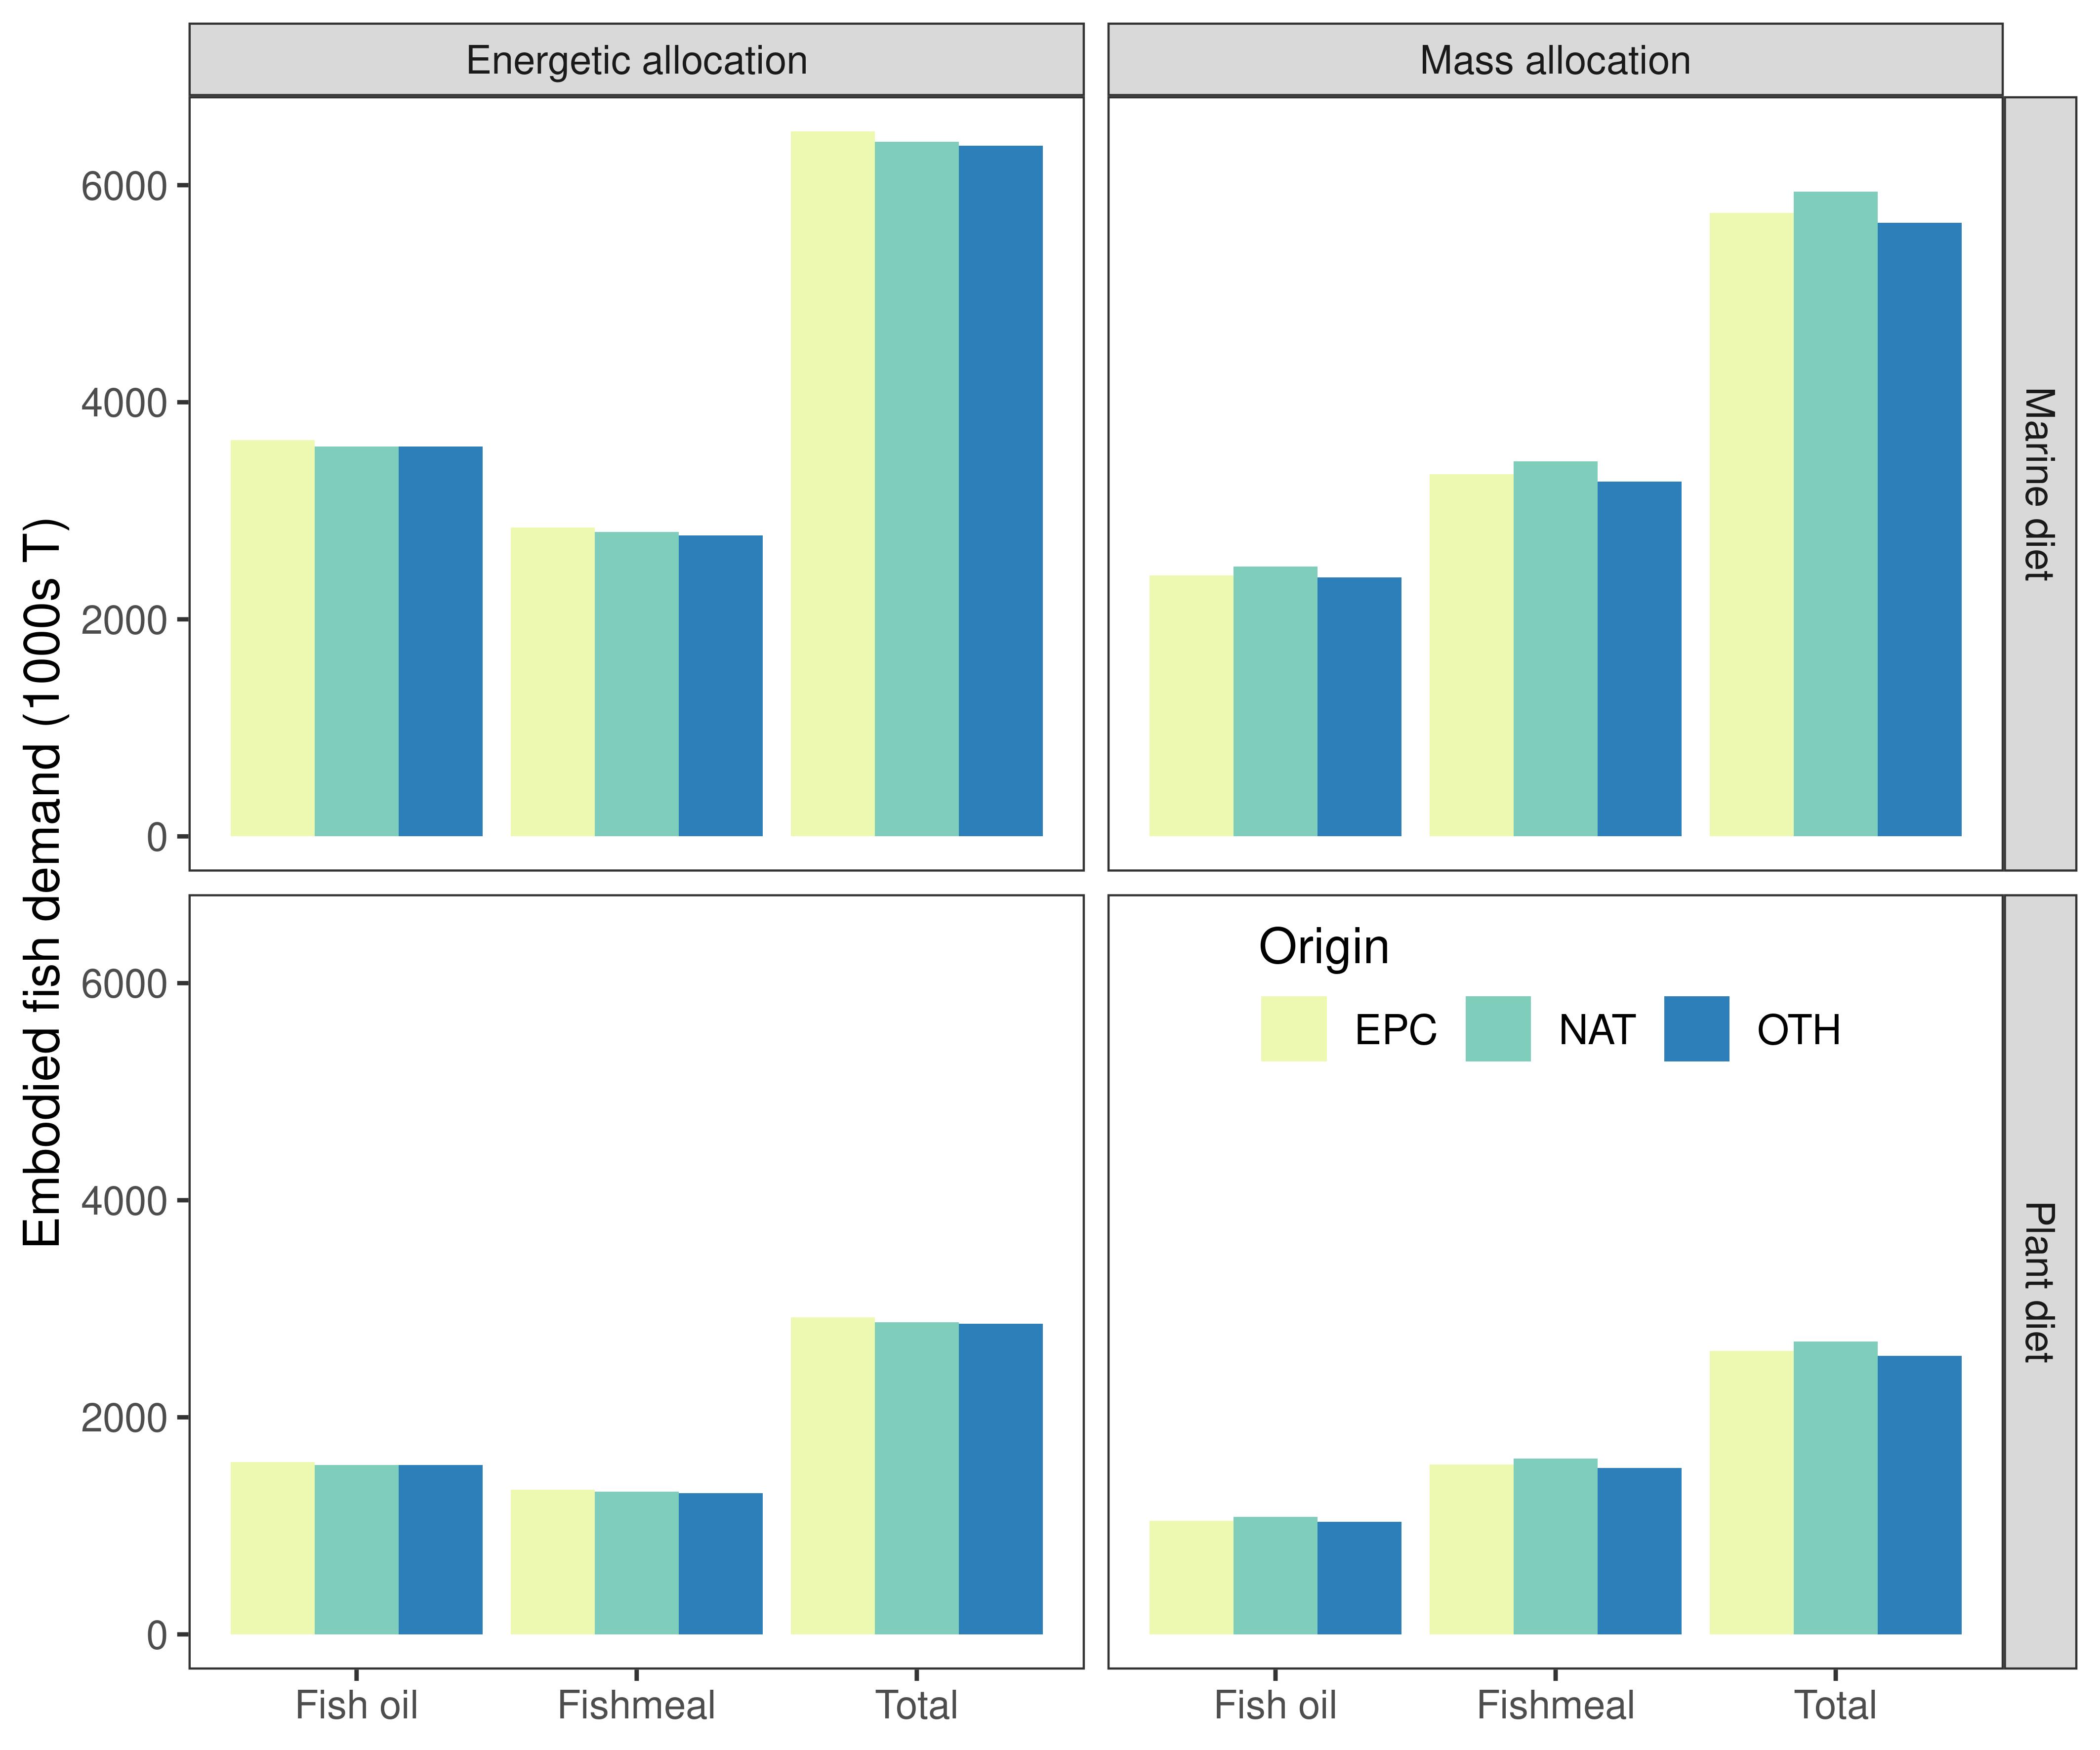 Energetic allocation
Mass allocation
Embodied fish demand (1000s T)
6000
4000
2000
0
Marine diet
6000
4000
2000
0
Origin
EPC NAT OTH
Plant diet
Fish oil Fishmeal Total
Fish oil Fishmeal Total